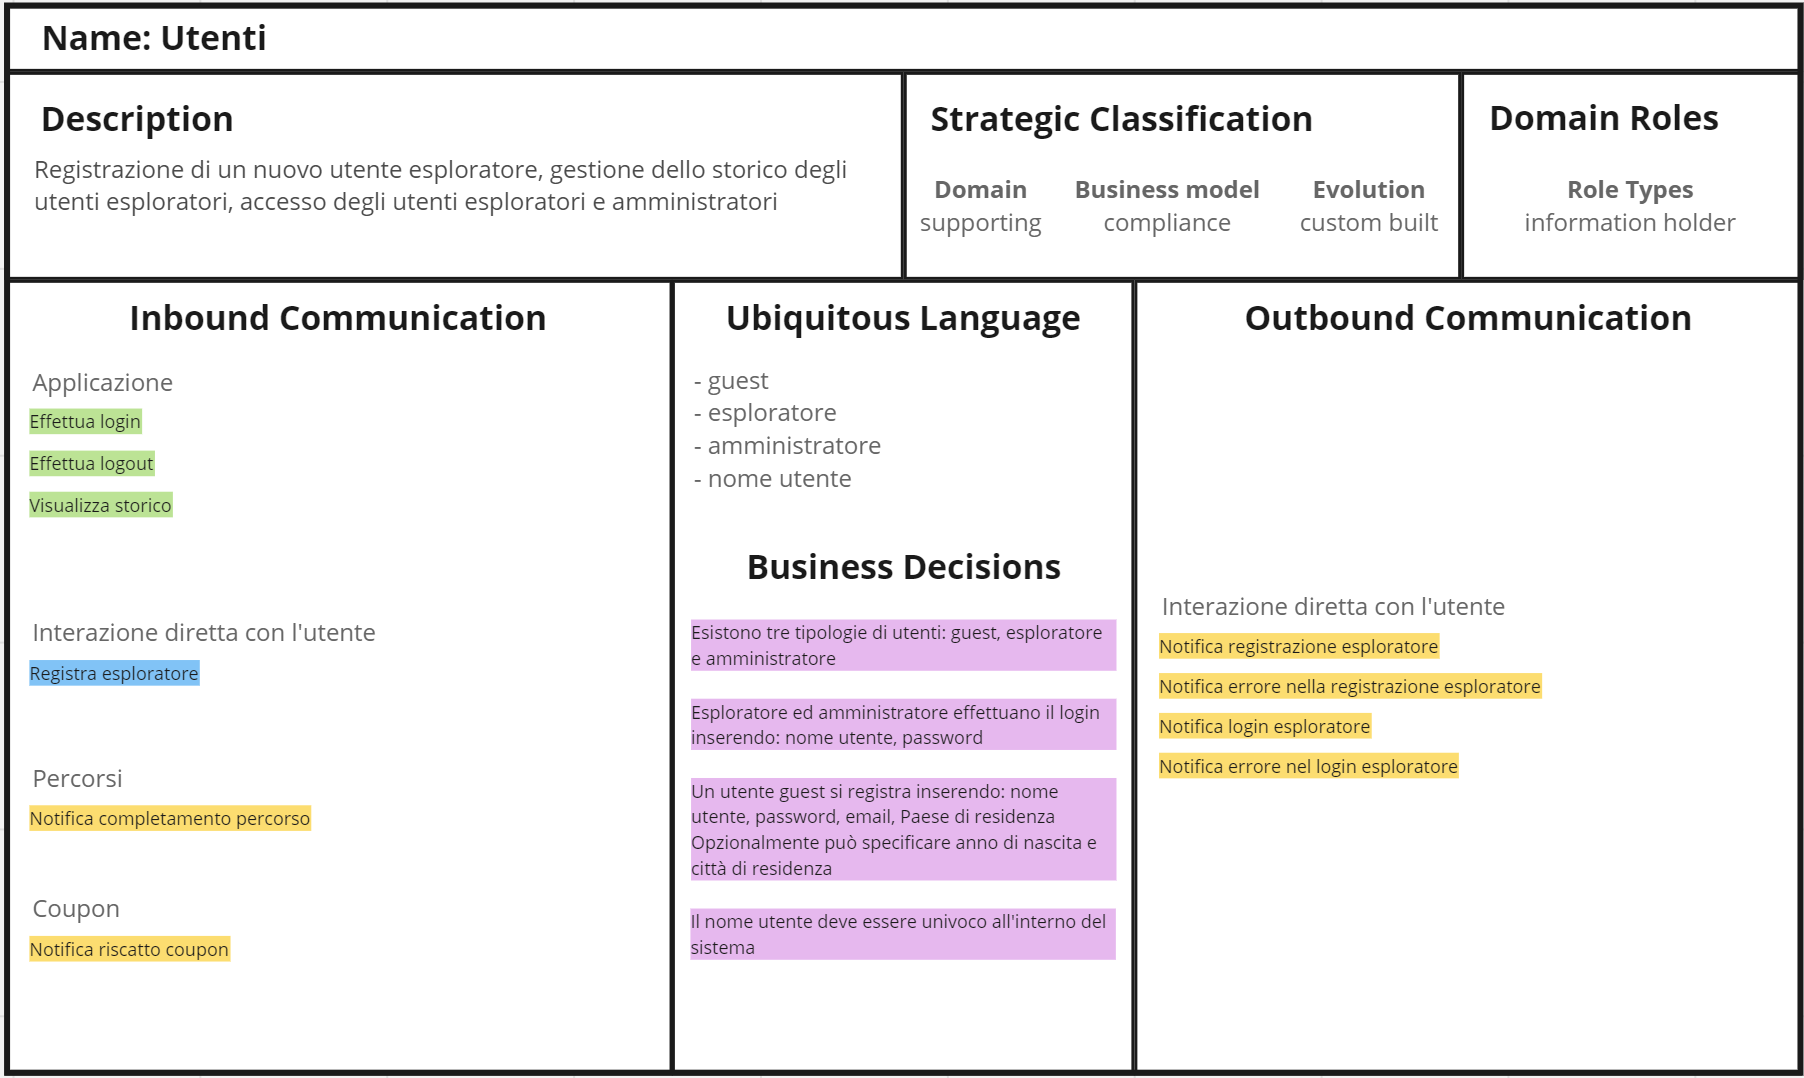 Name: Utenti
Description
Registrazione di un nuovo utente esploratore, gestione dello storico degli
utenti esploratori, accesso degli utenti esploratori e amministratori
Strategic Classification
Domain
supporting
Business model
compliance
Evolution
custom built
Domain Roles
Role Types
information holder
Inbound Communication
Applicazione
Effettua login
Effettua logout
Visualizza storico
Interazione diretta con l'utente
Registra esploratore
Percorsi
Notifica completamento percorso
Coupon
Notifica riscatto coupon
Ubiquitous Language
- guest
- esploratore
- amministratore
- nome utente
Business Decisions
Esistono tre tipologie di utenti: guest, esploratore
e amministratore
Esploratore ed amministratore effettuano il login
inserendo: nome utente, password
Un utente guest si registra inserendo: nome
utente, password, email, Paese di residenza
Opzionalmente può specificare anno di nascita e
città di residenza
Il nome utente deve essere univoco all'interno del
sistema
Outbound Communication
Interazione diretta con l'utente
Notifica registrazione esploratore
Notifica errore nella registrazione esploratore
Notifica login esploratore
Notifica errore nel login esploratore